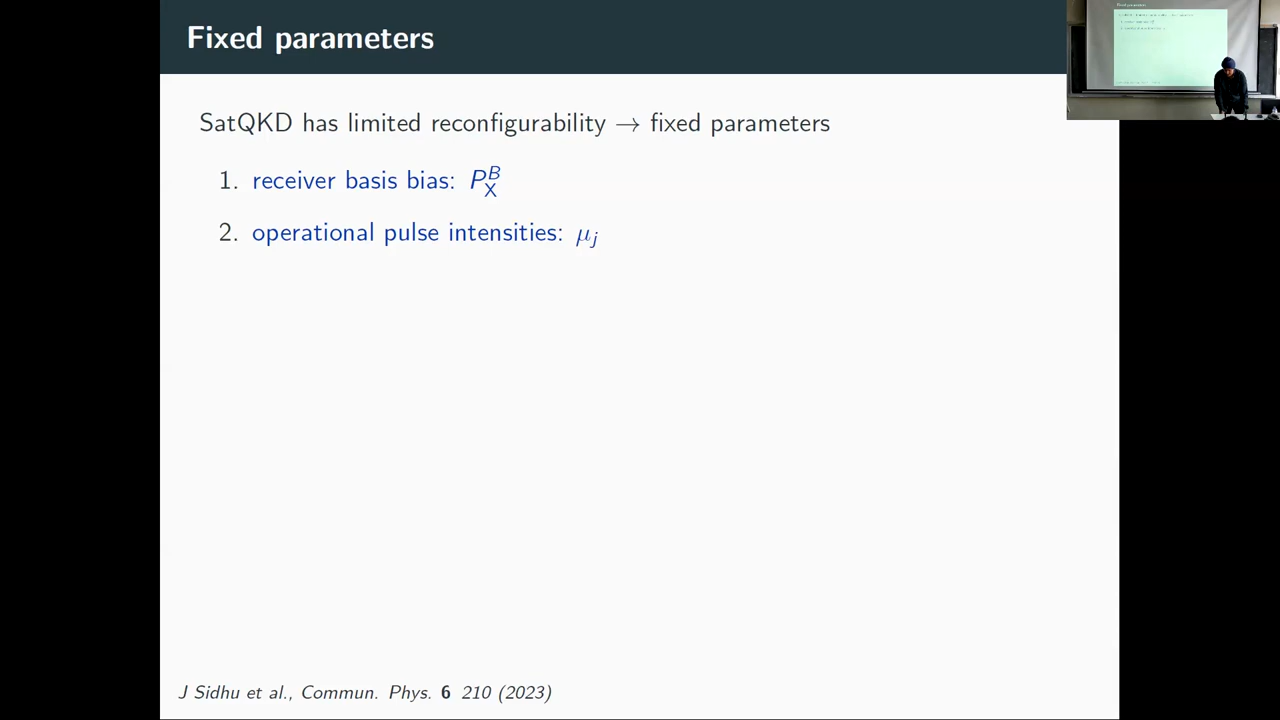 Fixed parameters
SatQKD has limited reconfigurability → fixed parameters
1. receiver basis bias: P_X^B
2. operational pulse intensities: μ_j
J Sidhu et al., Commun. Phys. 6 210 (2023)